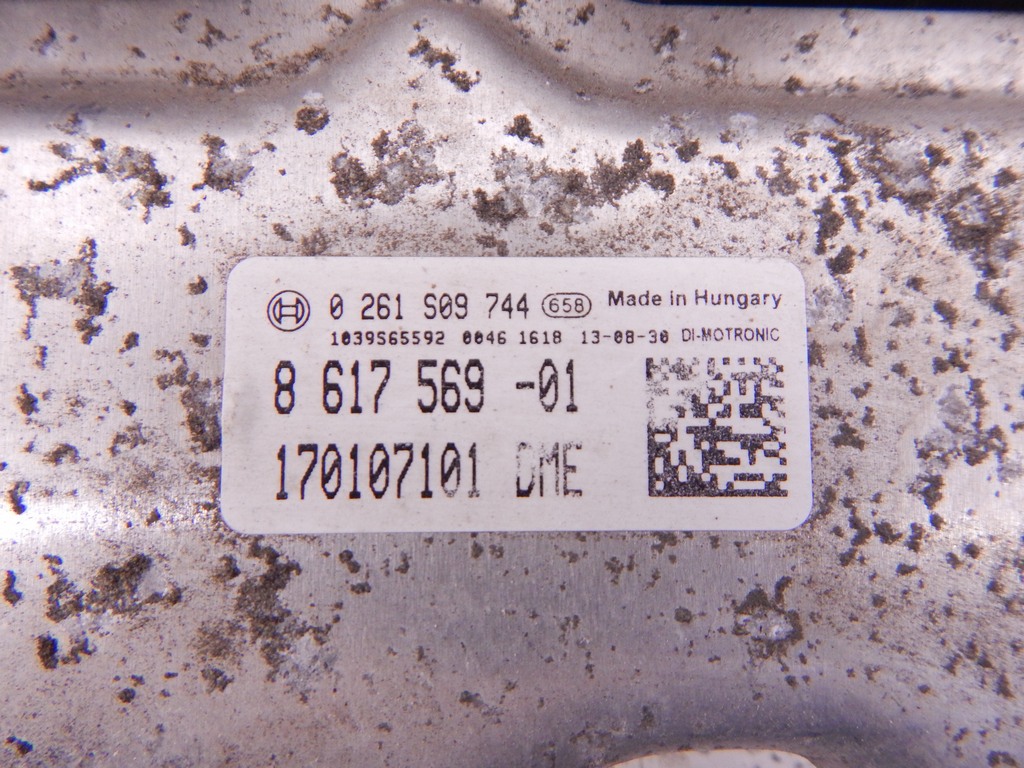 0 261 S09 744 658 Made in Hungary
1039S65592 0046 1618 13-08-30 DI-MOTRONIC
8 617 569 -01
170107101 DME